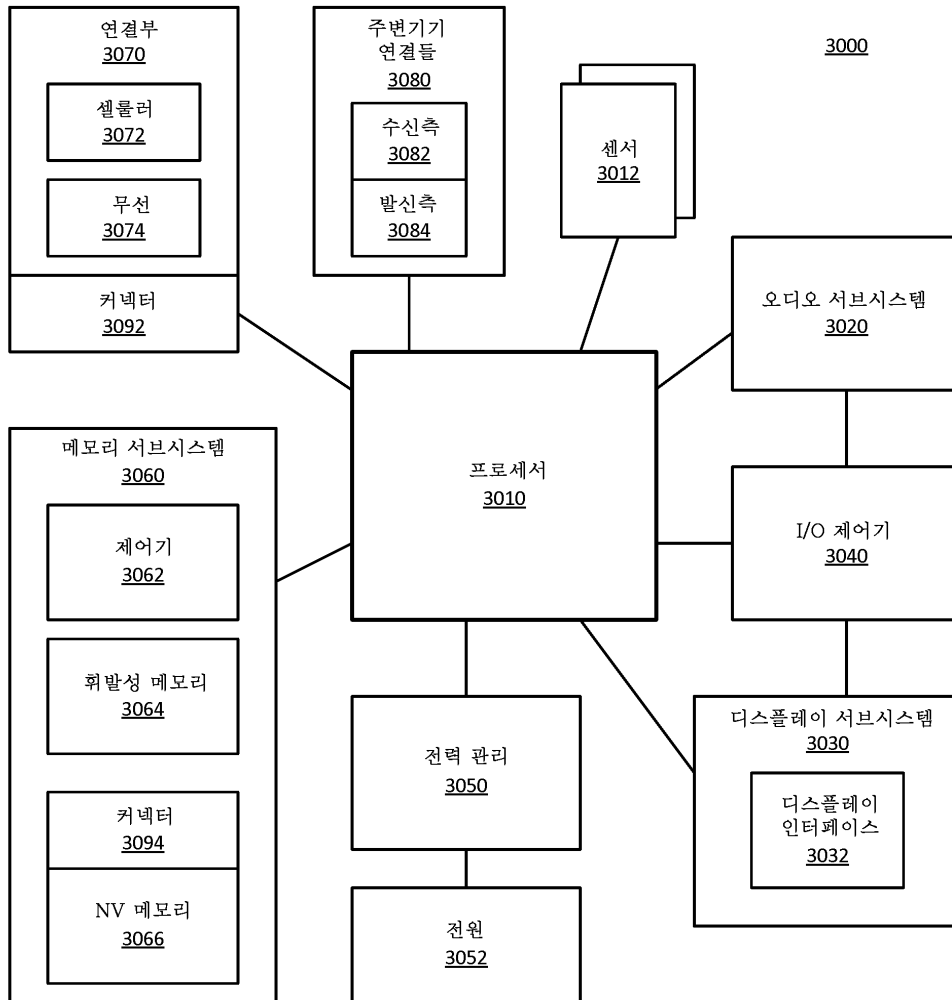 연결부
3070
셀룰러
3072
무선
3074
커넥터
3092
주변기기
연결들
3080
수신측
3082
발신측
3084
센서
3012
3000
오디오 서브시스템
3020
프로세서
3010
메모리 서브시스템
3060
제어기
3062
휘발성 메모리
3064
커넥터
3094
NV 메모리
3066
I/O 제어기
3040
전력 관리
3050
전원
3052
디스플레이 서브시스템
3030
디스플레이
인터페이스
3032